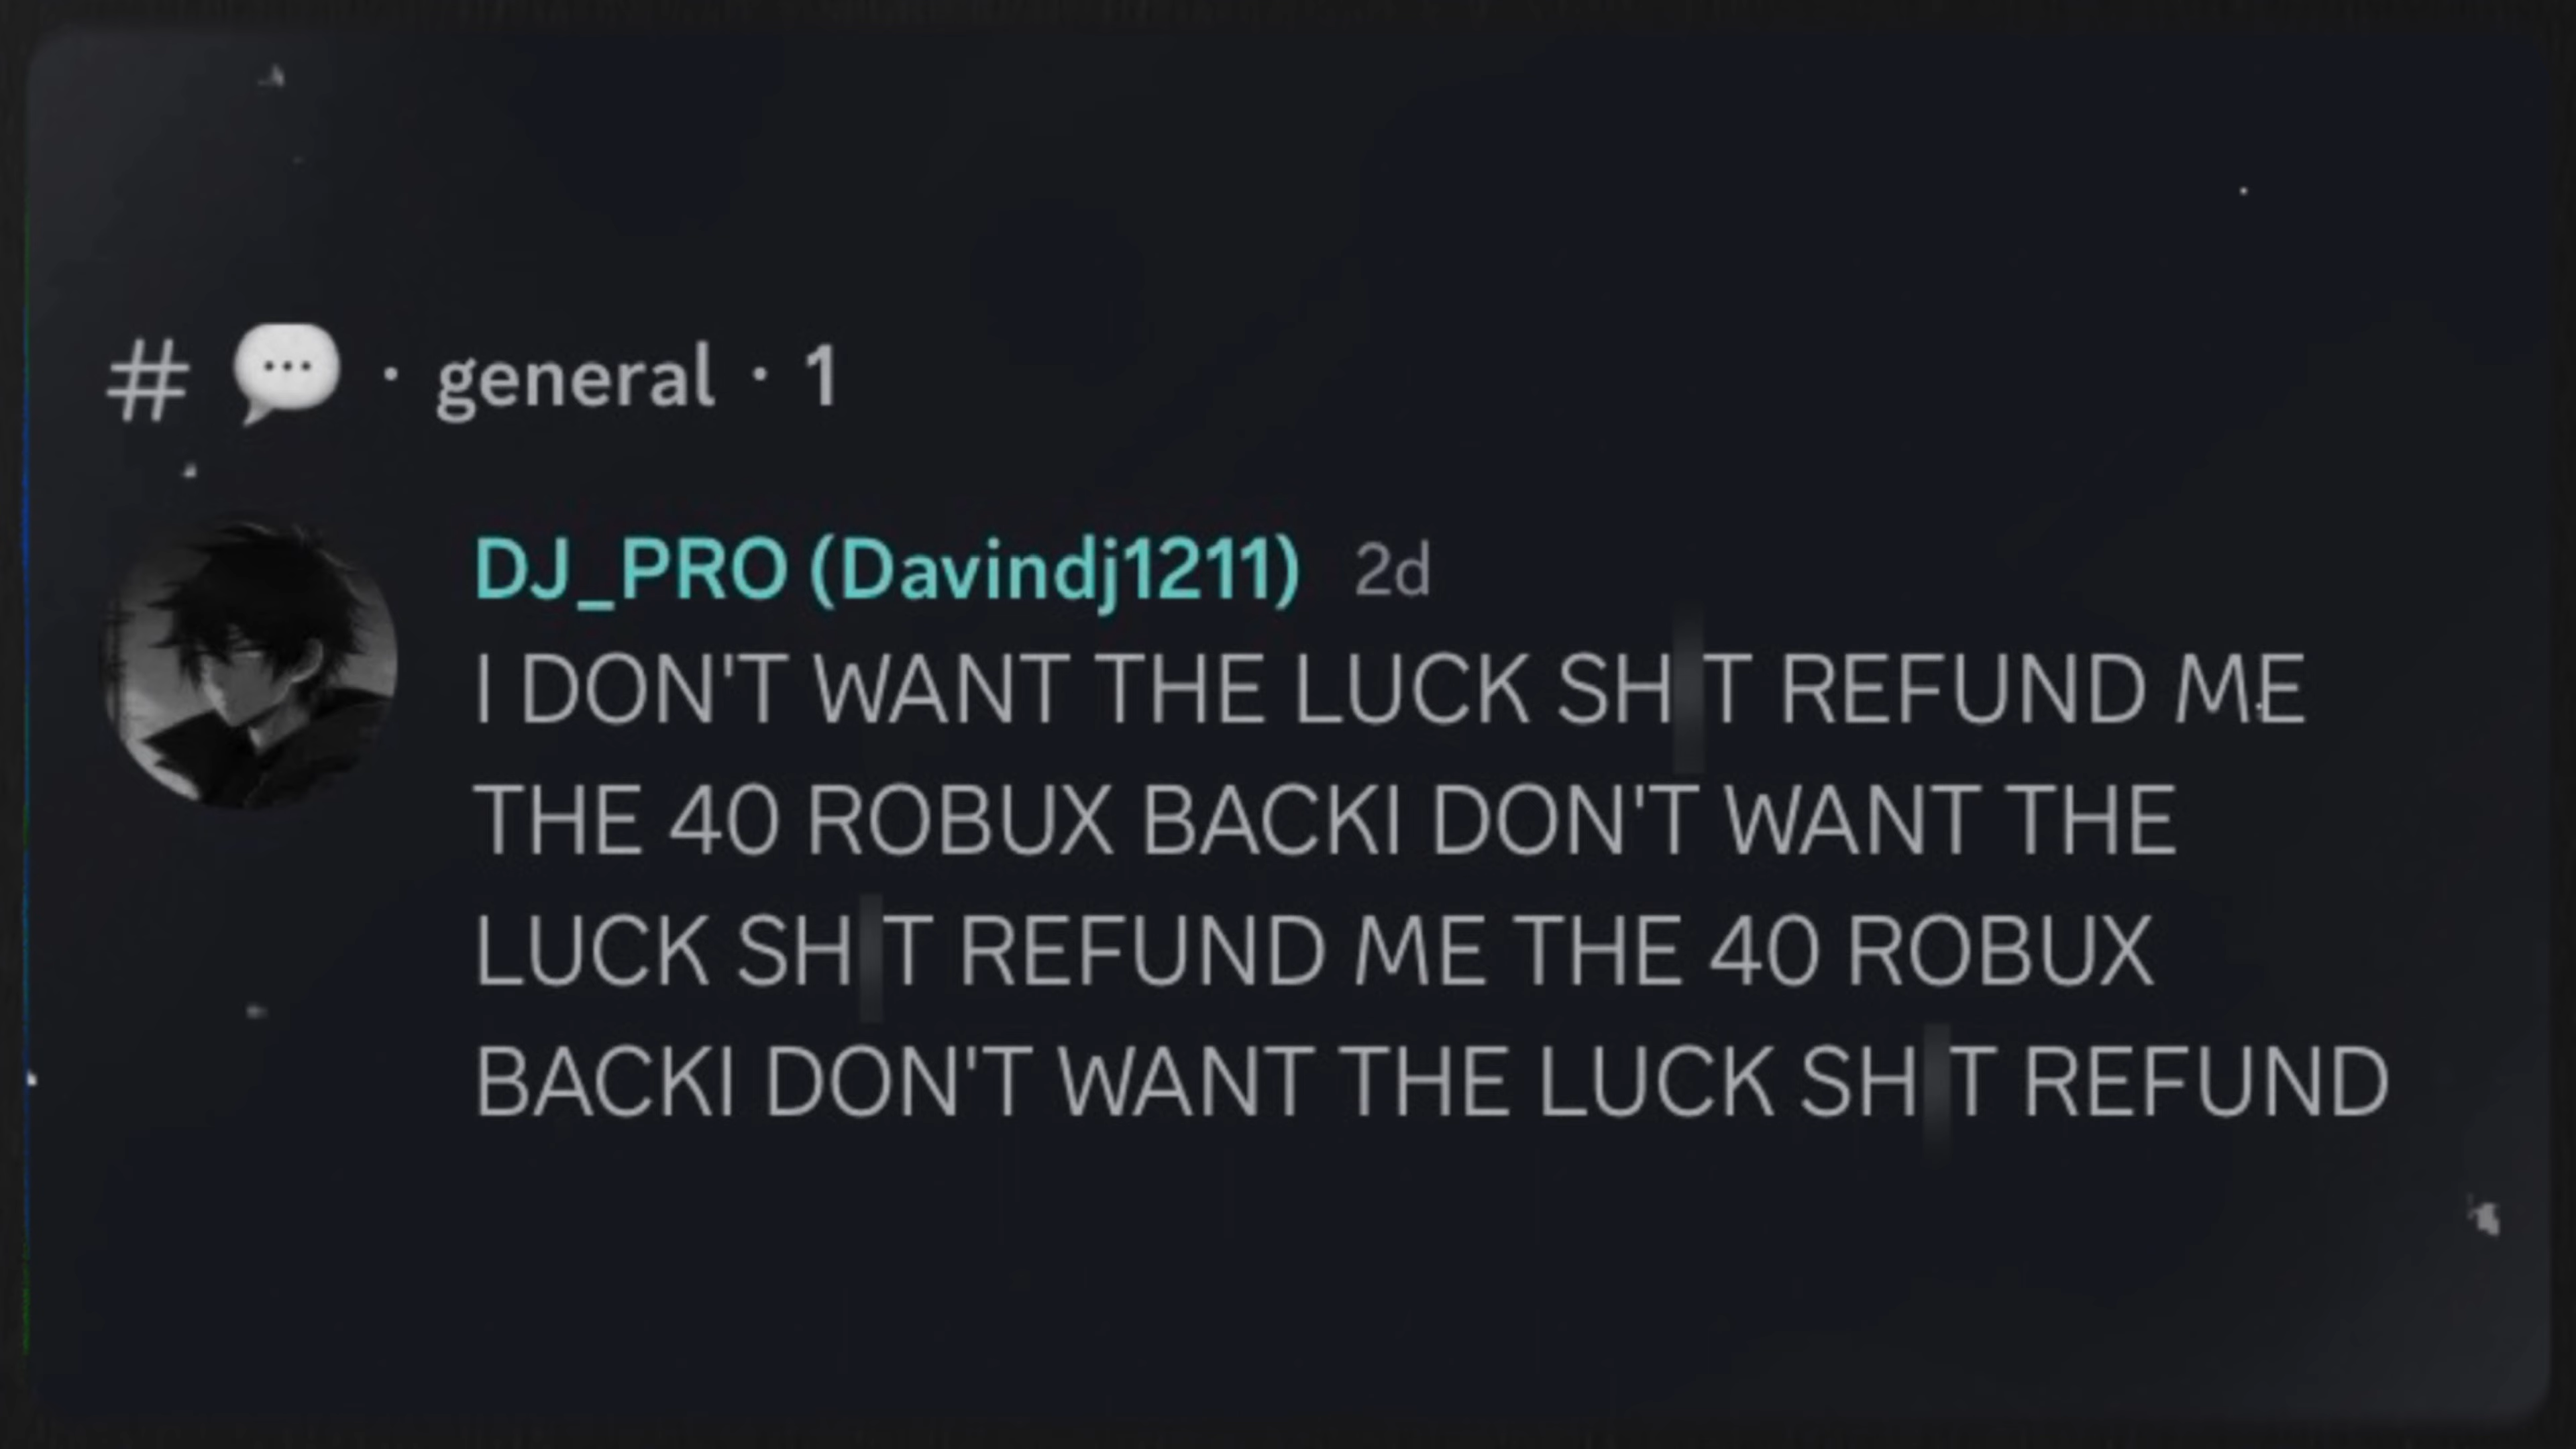 # 💬 · general · 1
DJ_PRO (Davindj1211) 2d
I DON'T WANT THE LUCK SH T REFUND ME
THE 40 ROBUX BACKI DON'T WANT THE
LUCK SH T REFUND ME THE 40 ROBUX
BACKI DON'T WANT THE LUCK SH T REFUND